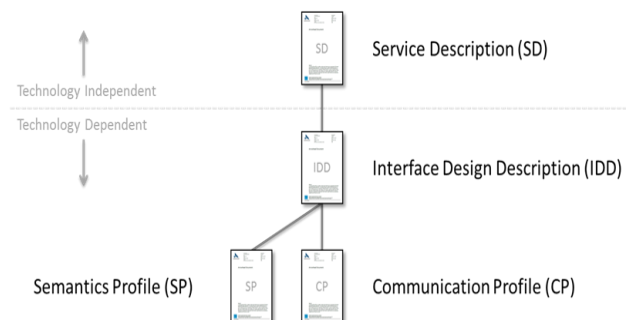 SD
Service Description (SD)
Technology Independent
Technology Dependent
IDD
Interface Design Description (IDD)
Semantics Profile (SP)
SP
CP
Communication Profile (CP)